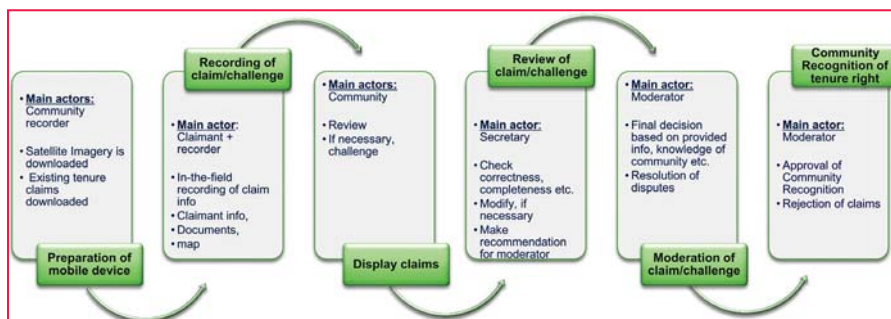 • Main actors:
Community
recorder
• Satellite Imagery is
downloaded
• Existing tenure
claims
downloaded
Preparation of
mobile device
Recording of
claim/challenge
• Main actor:
Claimant +
recorder
• In-the-field
recording of claim
info
• Claimant info,
• Documents,
• map
• Main actors:
Community
• Review
• If necessary,
challenge
Display claims
Review of
claim/challenge
• Main actor:
Secretary
• Check
correctness,
completeness etc.
• Modify, if
necessary
• Make
recommendation
for moderator
• Main actor:
Moderator
• Final decision
based on provided
info, knowledge of
community etc.
• Resolution of
disputes
Moderation of
claim/challenge
Community
Recognition of
tenure right
• Main actor:
Moderator
• Approval of
Community
Recognition
• Rejection of claims